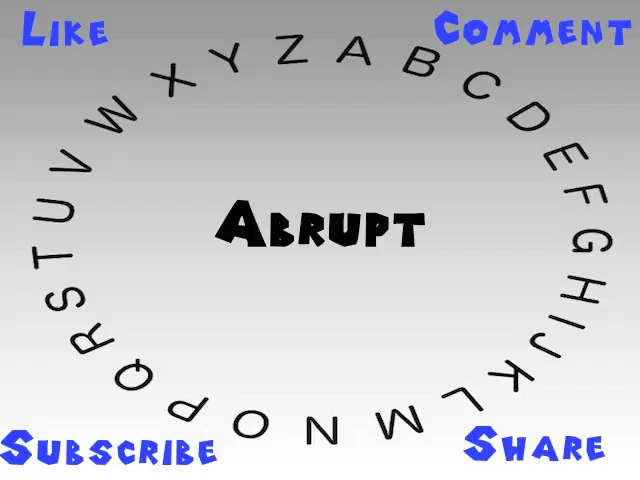 Like
Comment
A B C D E F G H I J K L M N O P Q R S T U V W X Y Z
Abrupt
Subscribe
Share